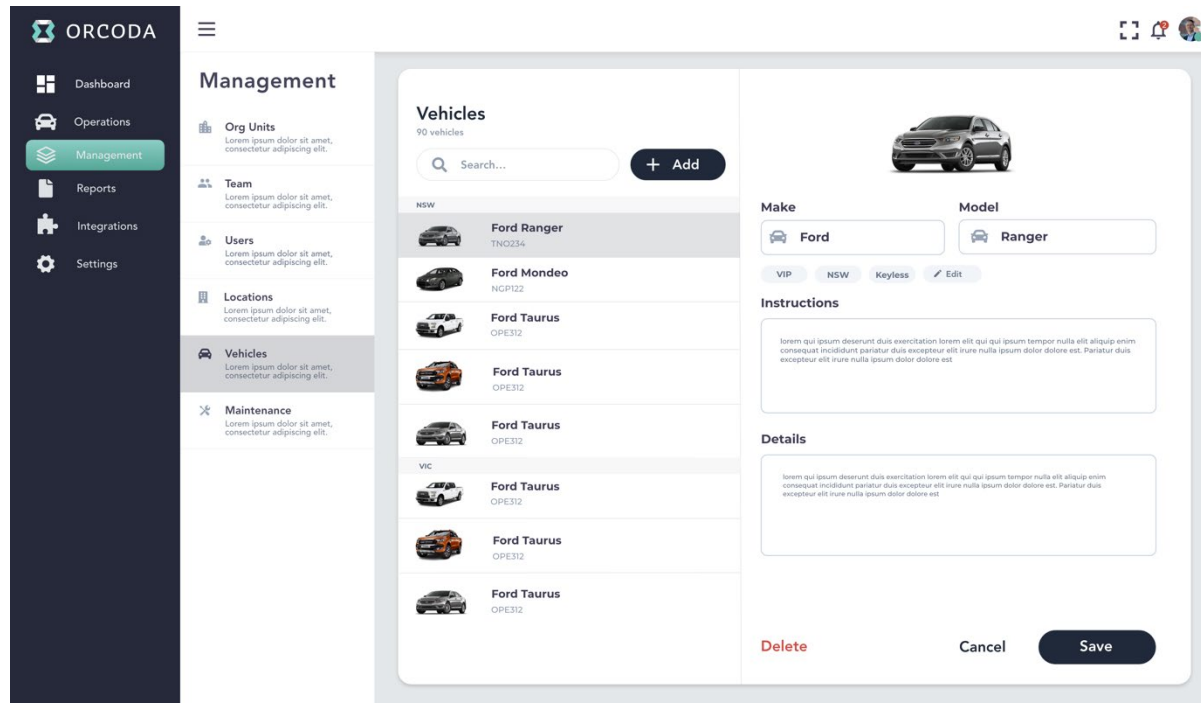 ORCODA
2
Dashboard
Operations
Management
Reports
Integrations
Settings
Management
Org Units
Lorem ipsum dolor sit amet,
consectetur adipiscing elit.
Team
Lorem ipsum dolor sit amet,
consectetur adipiscing elit.
Users
Lorem ipsum dolor sit amet,
consectetur adipiscing elit.
Locations
Lorem ipsum dolor sit amet,
consectetur adipiscing elit.
Vehicles
Lorem ipsum dolor sit amet,
consectetur adipiscing elit.
Maintenance
Lorem ipsum dolor sit amet,
consectetur adipiscing elit.
Vehicles
90 vehicles
Search...
+ Add
NSW
Ford Ranger
TNO234
Ford Mondeo
NGP122
Ford Taurus
OPE312
Ford Taurus
OPE312
Ford Taurus
OPE312
VIC
Ford Taurus
OPE312
Ford Taurus
OPE312
Ford Taurus
OPE312
Make
Model
Ford
Ranger
VIP NSW Keyless Edit
Instructions
lorem qui ipsum deserunt duis exercitation lorem elit qui qui ipsum tempor nulla elit aliquip enim
consequat incididunt pariatur duis excepteur elit irure nulla ipsum dolor dolore est. Pariatur duis
excepteur elit irure nulla ipsum dolor dolore est
Details
lorem qui ipsum deserunt duis exercitation lorem elit qui qui ipsum tempor nulla elit aliquip enim
consequat incididunt pariatur duis excepteur elit irure nulla ipsum dolor dolore est. Pariatur duis
excepteur elit irure nulla ipsum dolor dolore est
Delete
Cancel
Save